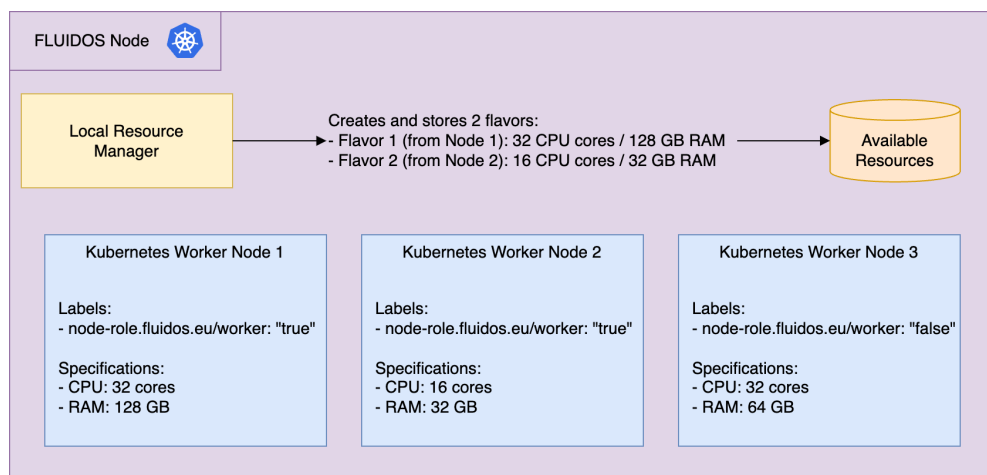 FLUIDOS Node
Local Resource
Manager
Creates and stores 2 flavors:
- Flavor 1 (from Node 1): 32 CPU cores / 128 GB RAM
- Flavor 2 (from Node 2): 16 CPU cores / 32 GB RAM
Available
Resources
Kubernetes Worker Node 1
Labels:
- node-role.fluidos.eu/worker: "true"
Specifications:
- CPU: 32 cores
- RAM: 128 GB
Kubernetes Worker Node 2
Labels:
- node-role.fluidos.eu/worker: "true"
Specifications:
- CPU: 16 cores
- RAM: 32 GB
Kubernetes Worker Node 3
Labels:
- node-role.fluidos.eu/worker: "false"
Specifications:
- CPU: 32 cores
- RAM: 64 GB